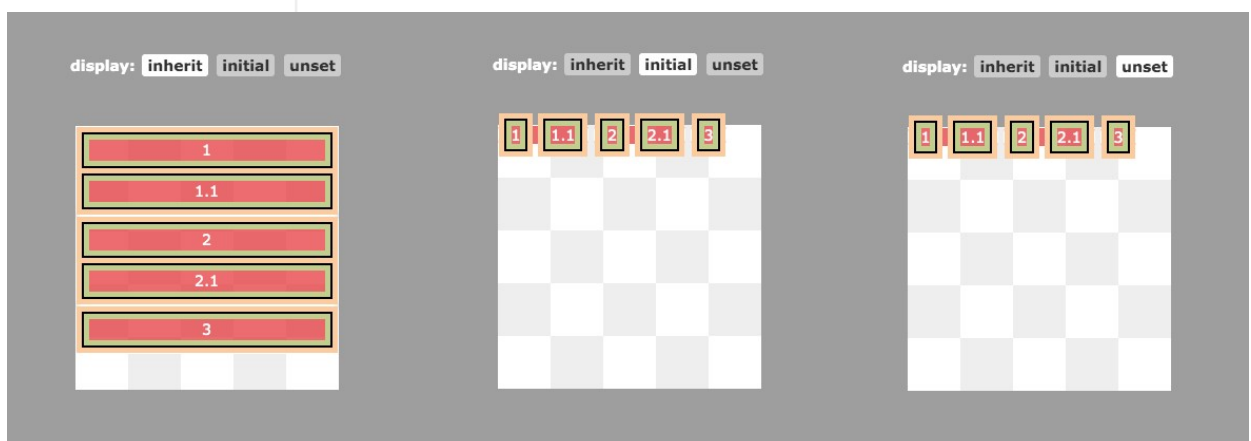 display: inherit initial unset
1
1.1
2
2.1
3
display: inherit initial unset
1 1.1 2 2.1 3
display: inherit initial unset
1 1.1 2 2.1 3